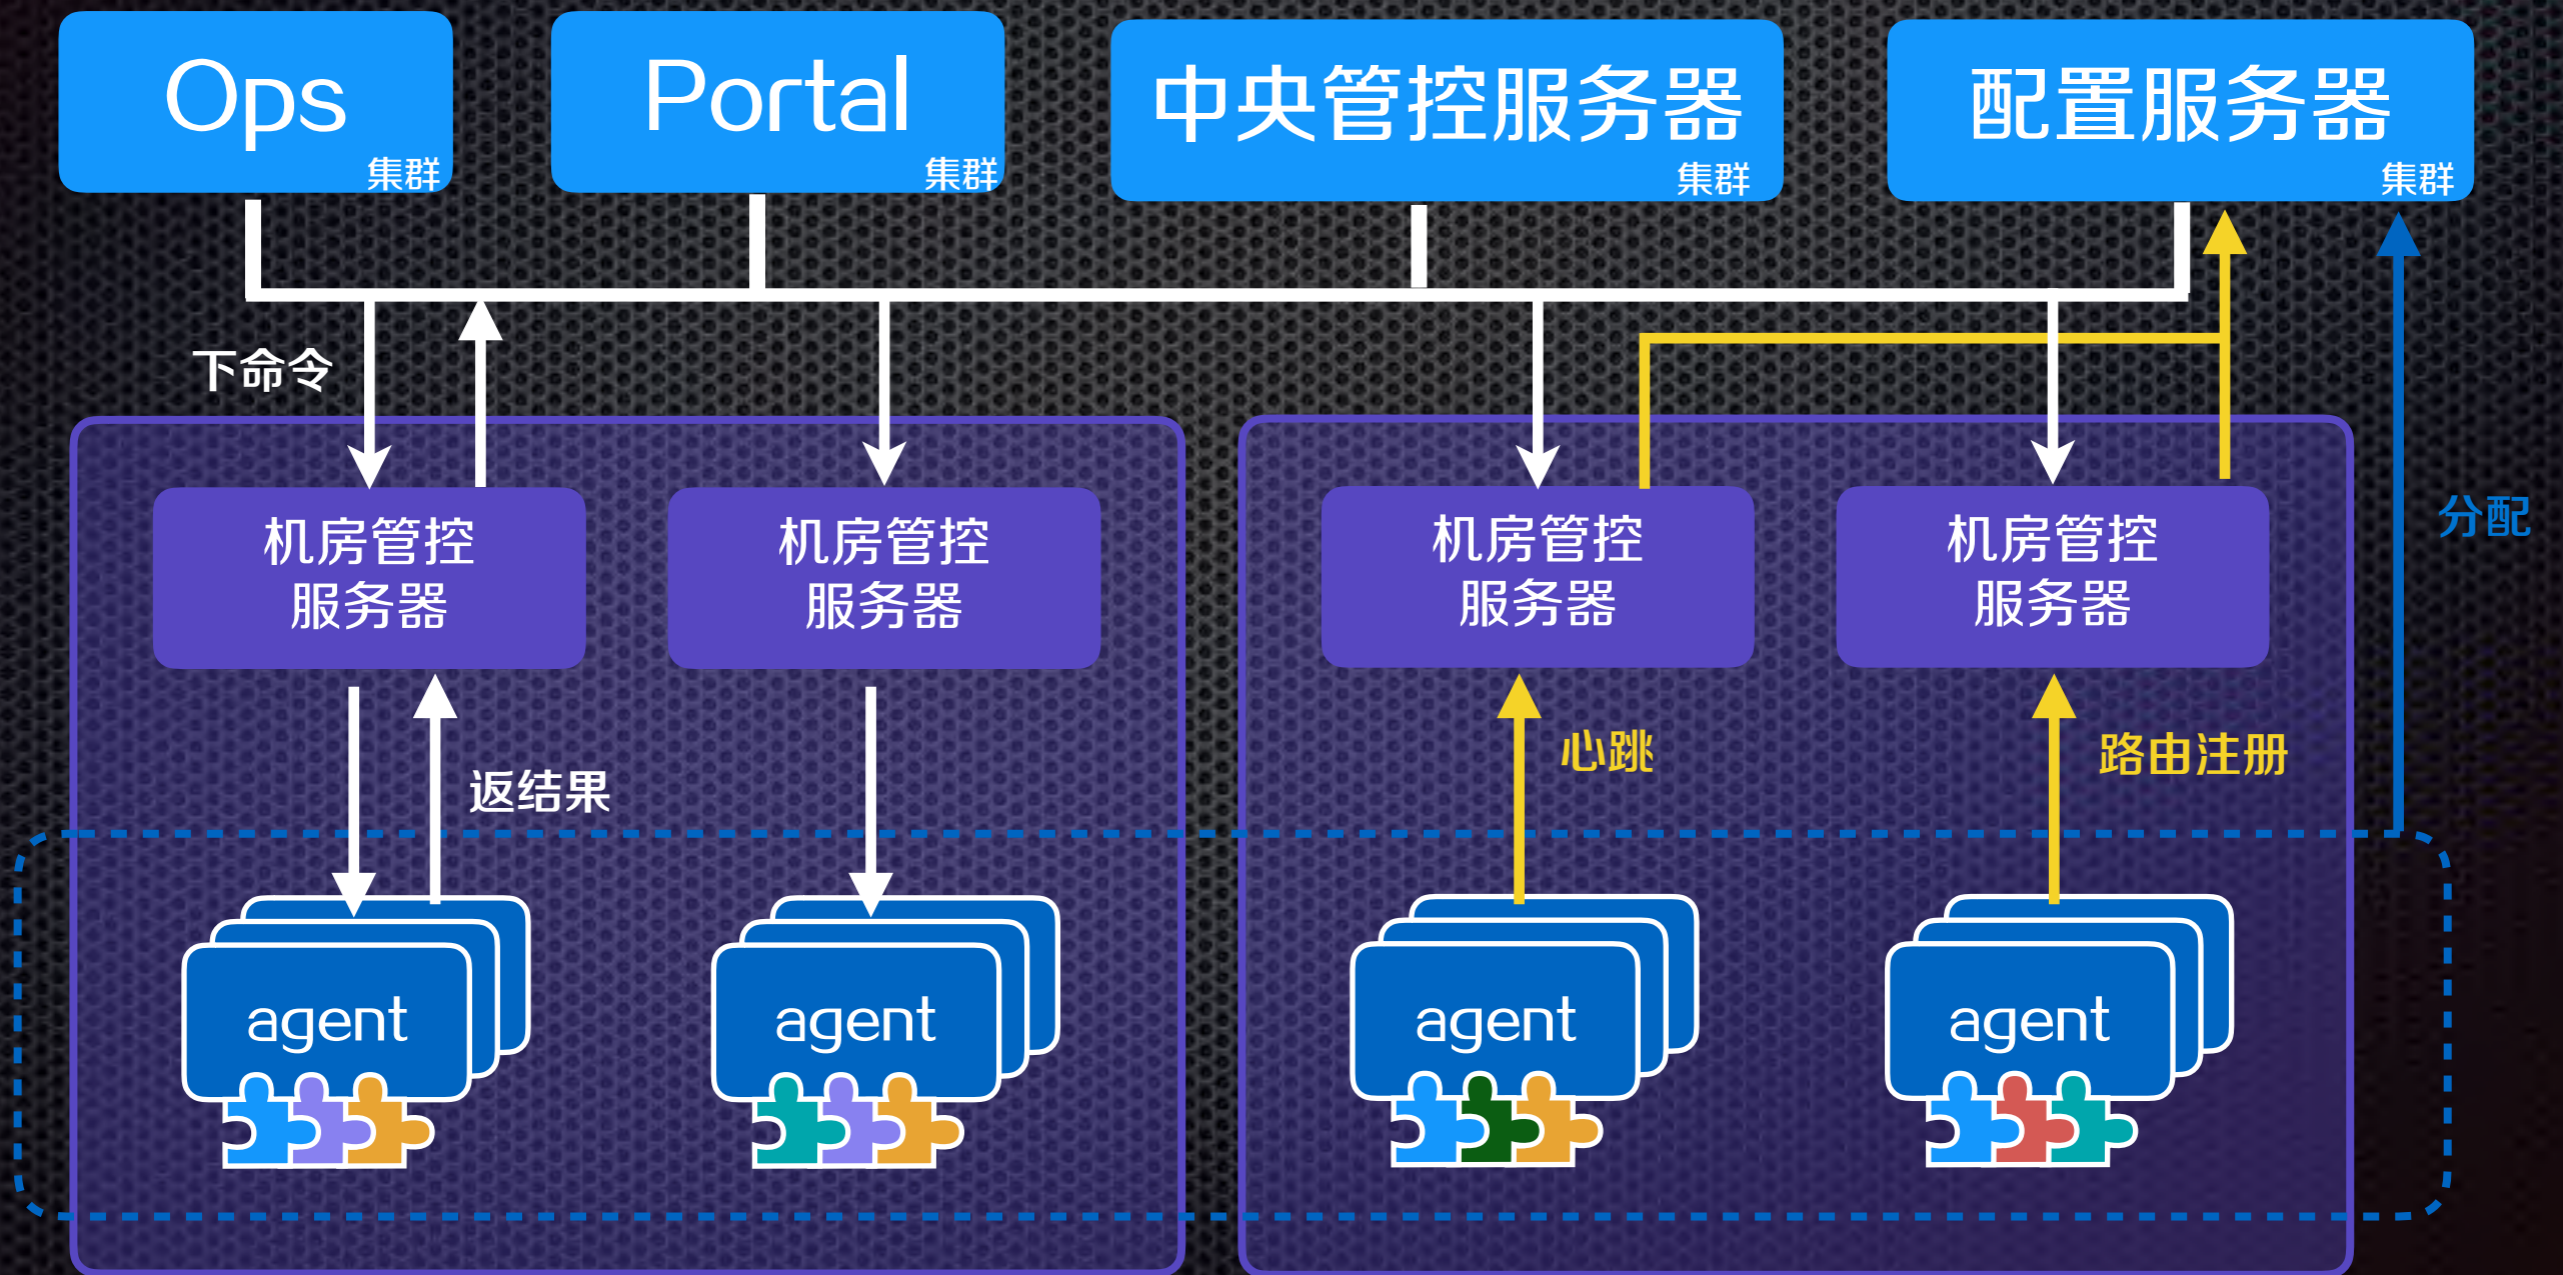 Ops
集群
Portal
集群
中央管控服务器
集群
配置服务器
集群
下命令
分配
机房管控
服务器
机房管控
服务器
机房管控
服务器
机房管控
服务器
返结果
心跳
路由注册
agent
agent
agent
agent